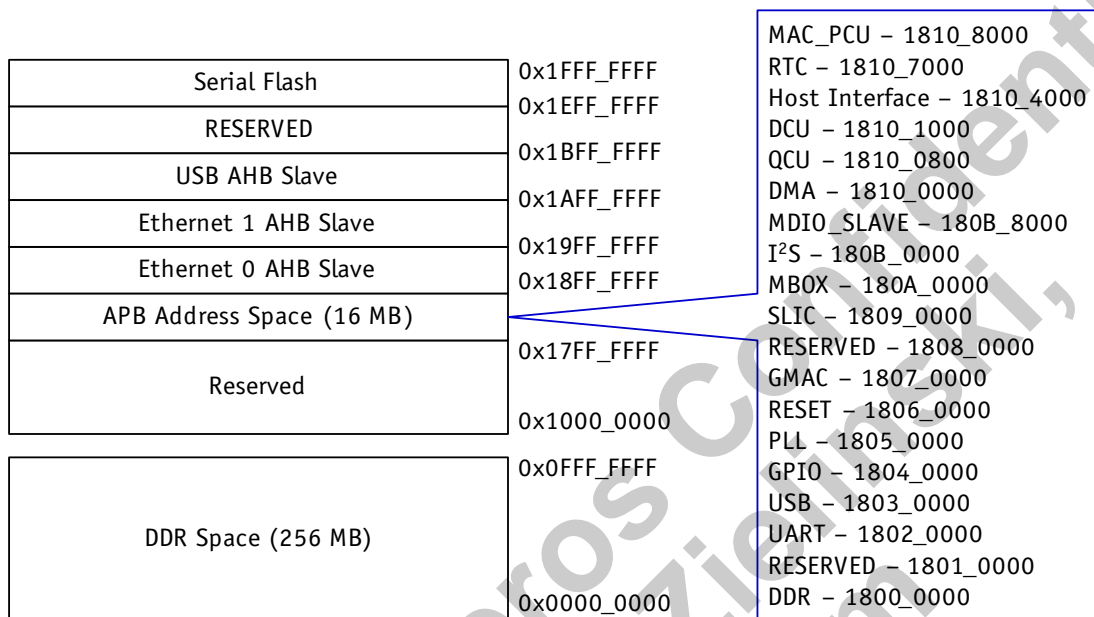 Serial Flash
RESERVED
USB AHB Slave
Ethernet 1 AHB Slave
Ethernet 0 AHB Slave
APB Address Space (16 MB)
Reserved
DDR Space (256 MB)
0x1FFF_FFFF
0x1EFF_FFFF
0x1BFF_FFFF
0x1AFF_FFFF
0x19FF_FFFF
0x18FF_FFFF
0x17FF_FFFF
0x1000_0000
0x0FFF_FFFF
0x0000_0000
MAC_PCU – 1810_8000
RTC – 1810_7000
Host Interface – 1810_4000
DCU – 1810_1000
QCU – 1810_0800
DMA – 1810_0000
MDIO_SLAVE – 180B_8000
I²S – 180B_0000
MBOX – 180A_0000
SLIC – 1809_0000
RESERVED – 1808_0000
GMAC – 1807_0000
RESET – 1806_0000
PLL – 1805_0000
GPIO – 1804_0000
USB – 1803_0000
UART – 1802_0000
RESERVED – 1801_0000
DDR – 1800_0000